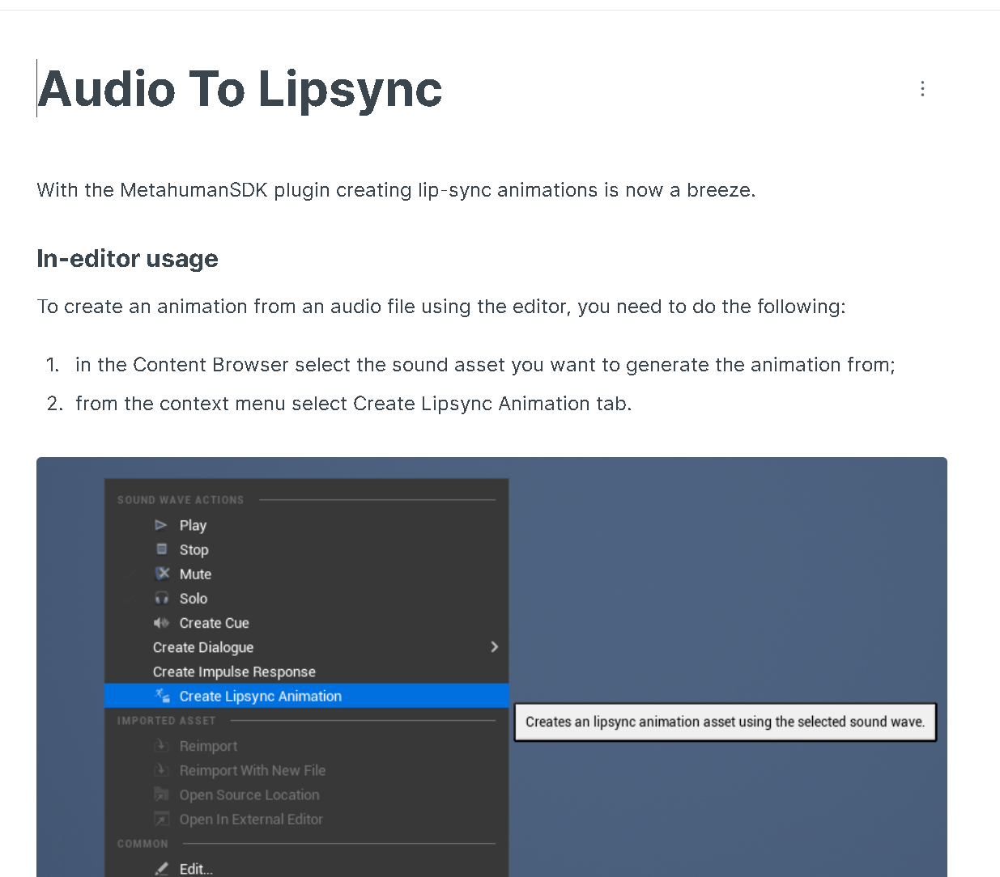 Audio To Lipsync
With the MetahumanSDK plugin creating lip-sync animations is now a breeze.
In-editor usage
To create an animation from an audio file using the editor, you need to do the following:
1. in the Content Browser select the sound asset you want to generate the animation from;
2. from the context menu select Create Lipsync Animation tab.
SOUND WAVE ACTIONS
Play
Stop
Mute
Solo
Create Cue
Create Dialogue
Create Impulse Response
Create Lipsync Animation
Creates an lipsync animation asset using the selected sound wave.
IMPORTED ASSET
Reimport
Reimport With New File
Open Source Location
Open In External Editor
COMMON
Edit...